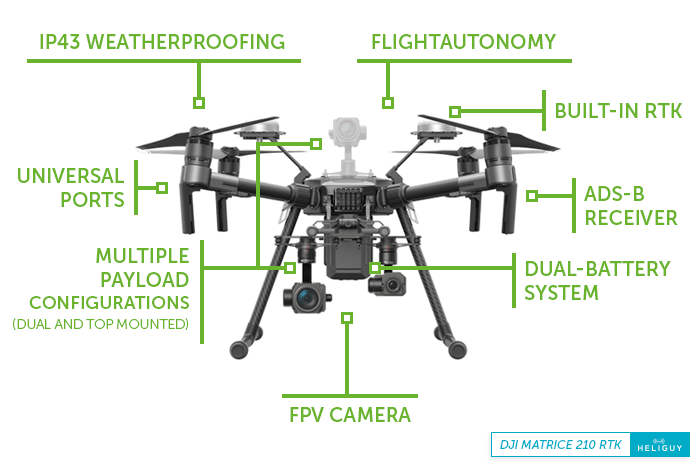 IP43 WEATHERPROOFING
FLIGHTAUTONOMY
BUILT-IN RTK
UNIVERSAL
PORTS
ADS-B
RECEIVER
MULTIPLE
PAYLOAD
CONFIGURATIONS
(DUAL AND TOP MOUNTED)
DUAL-BATTERY
SYSTEM
FPV CAMERA
DJI MATRICE 210 RTK
HELIGUY